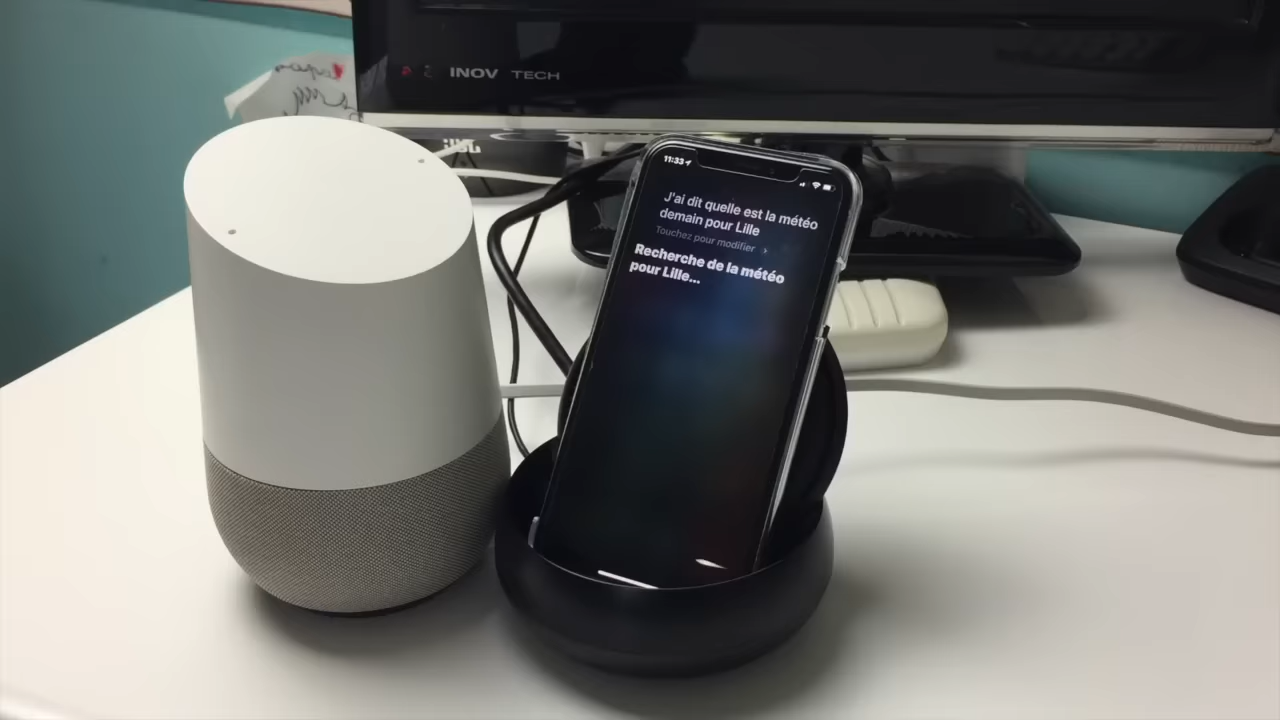 INOV TECH
JBL
11:33
J'ai dit quelle est la météo
demain pour Lille
Touchez pour modifier >
Recherche de la météo
pour Lille...